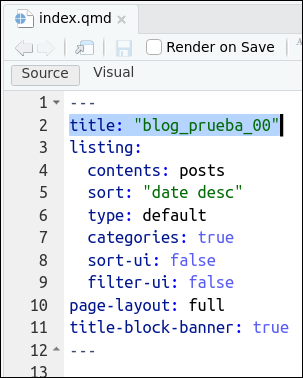 index.qmd
Render on Save
Source Visual
1 ---
2 title: "blog_prueba_00"
3 listing:
4   contents: posts
5   sort: "date desc"
6   type: default
7   categories: true
8   sort-ui: false
9   filter-ui: false
10 page-layout: full
11 title-block-banner: true
12 ---
13